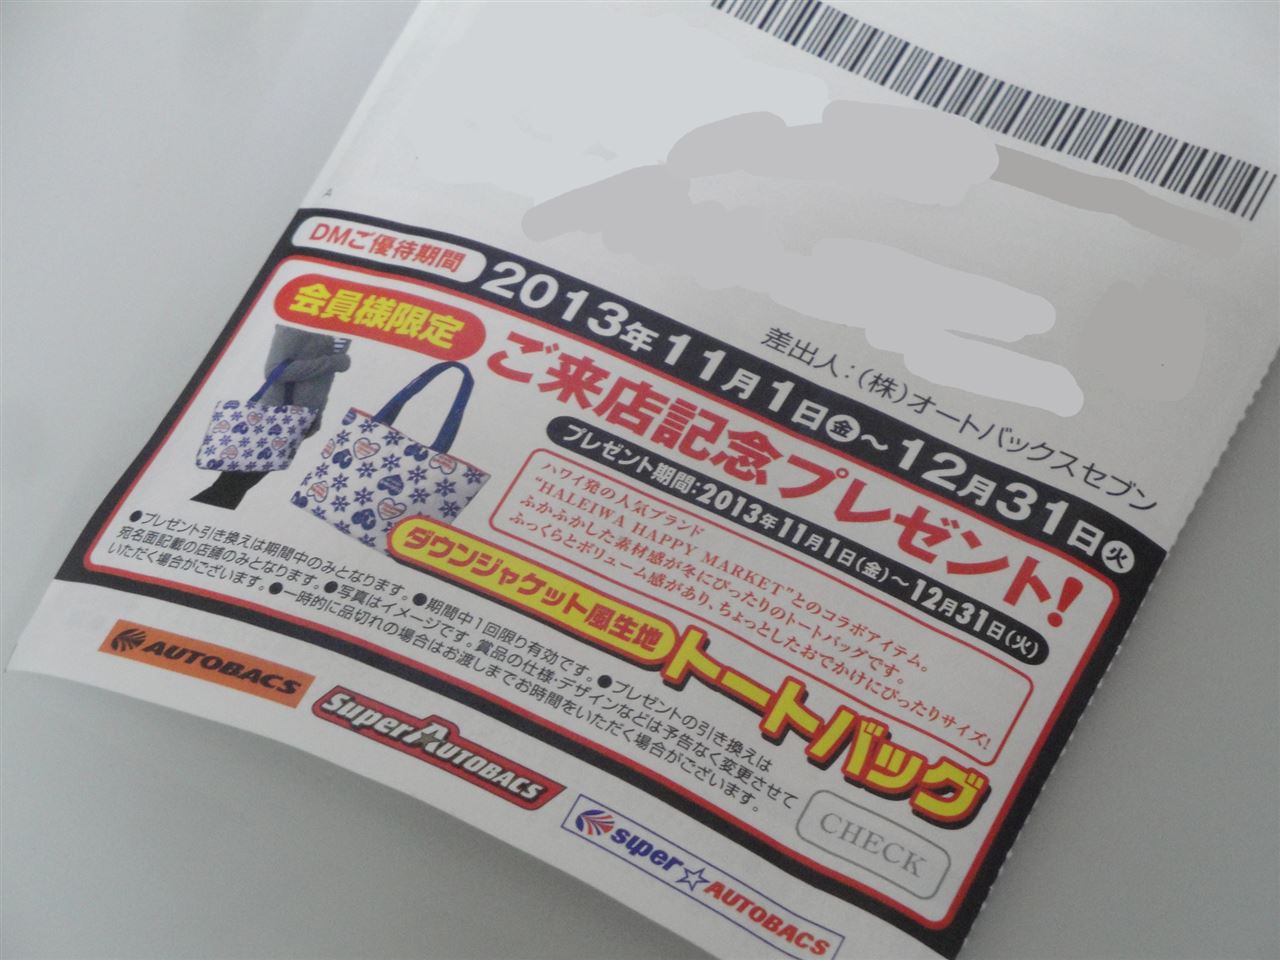 A
差出人:(株)オートバックスセブン
DMご優待期間
2013年11月1日金～12月31日火
会員様限定
ご来店記念プレゼント!
プレゼント期間:2013年11月1日(金)～12月31日(火)
ハワイ発の人気ブランド
“HALEIWA HAPPY MARKET”とのコラボアイテム。
ふかふかした素材感が冬にぴったりのトートバッグです。
ふっくらとボリューム感があり、ちょっとしたおでかけにぴったりサイズ!
ダウンジャケット風生地
トートバッグ
●プレゼント引き換えは期間中のみとなります。●期間中1回限り有効です。●プレゼントの引き換えは
宛名面記載の店舗のみとなります。●写真はイメージです。賞品の仕様・デザインなどは予告なく変更させて
いただく場合がございます。●一時的に品切れの場合はお渡しまでお時間をいただく場合がございます。
CHECK
AUTOBACS
Super AUTOBACS
super AUTOBACS